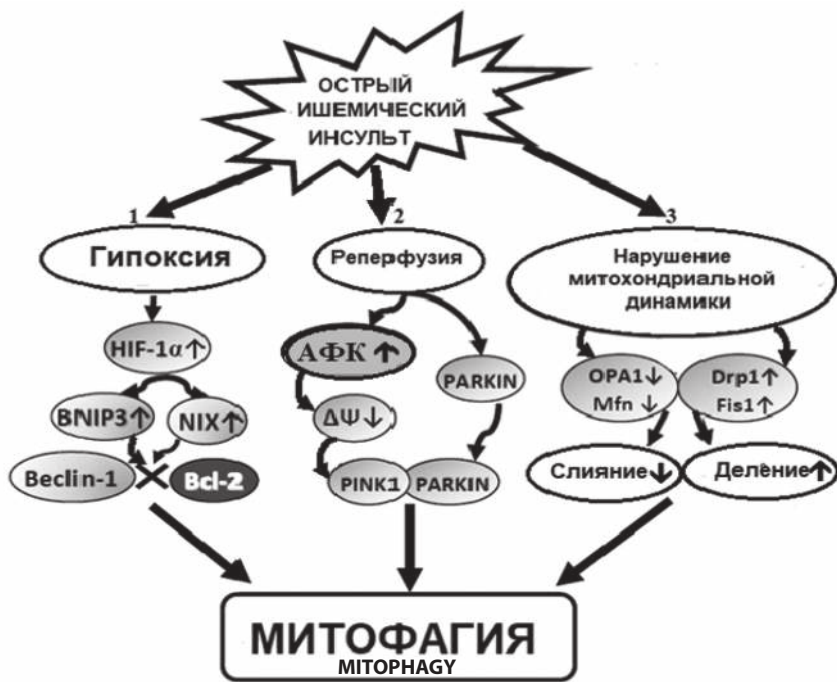 ОСТРЫЙ
ИШЕМИЧЕСКИЙ
ИНСУЛЬТ
1
Гипоксия
HIF-1α↑
BNIP3↑
NIX↑
Beclin-1
Bcl-2
2
Реперфузия
АФК↑
PARKIN
ΔΨ↓
PINK1
PARKIN
3
Нарушение
митохондриальной
динамики
OPA1↓
Mfn↓
Drp1↑
Fis1↑
Слияние↓
Деление↑
МИТОФАГИЯ
MITOPHAGY